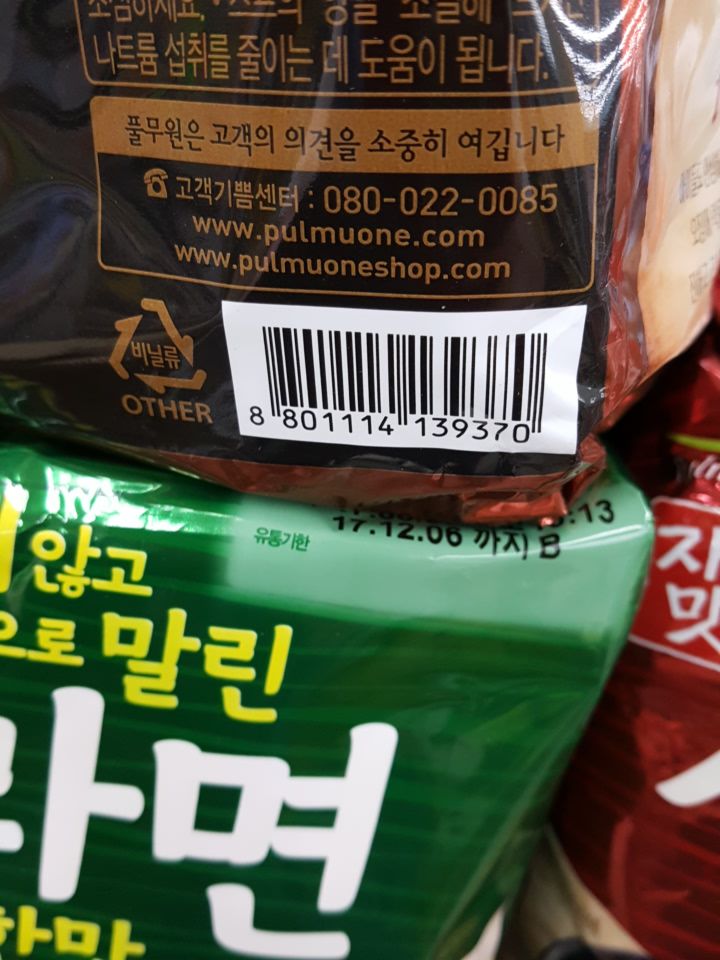 나트륨 섭취를 줄이는 데 도움이 됩니다.
풀무원은 고객의 의견을 소중히 여깁니다
☎ 고객기쁨센터 : 080-022-0085
www.pulmuone.com
www.pulmuoneshop.com
비닐류
OTHER
8 801114 139370
유통기한
17.12.06 까지 B
않고
으로 말린
라면